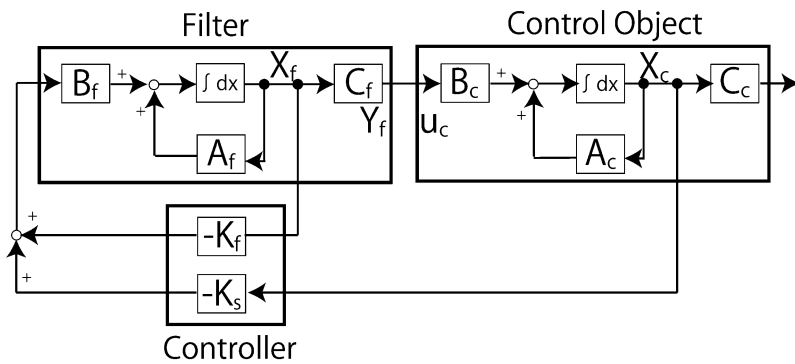 Filter
Control Object
B_f
+
∫ dx
X_f
C_f
B_c
+
∫ dx
X_c
C_c
+
A_f
Y_f
u_c
+
A_c
+
-K_f
+
-K_s
Controller